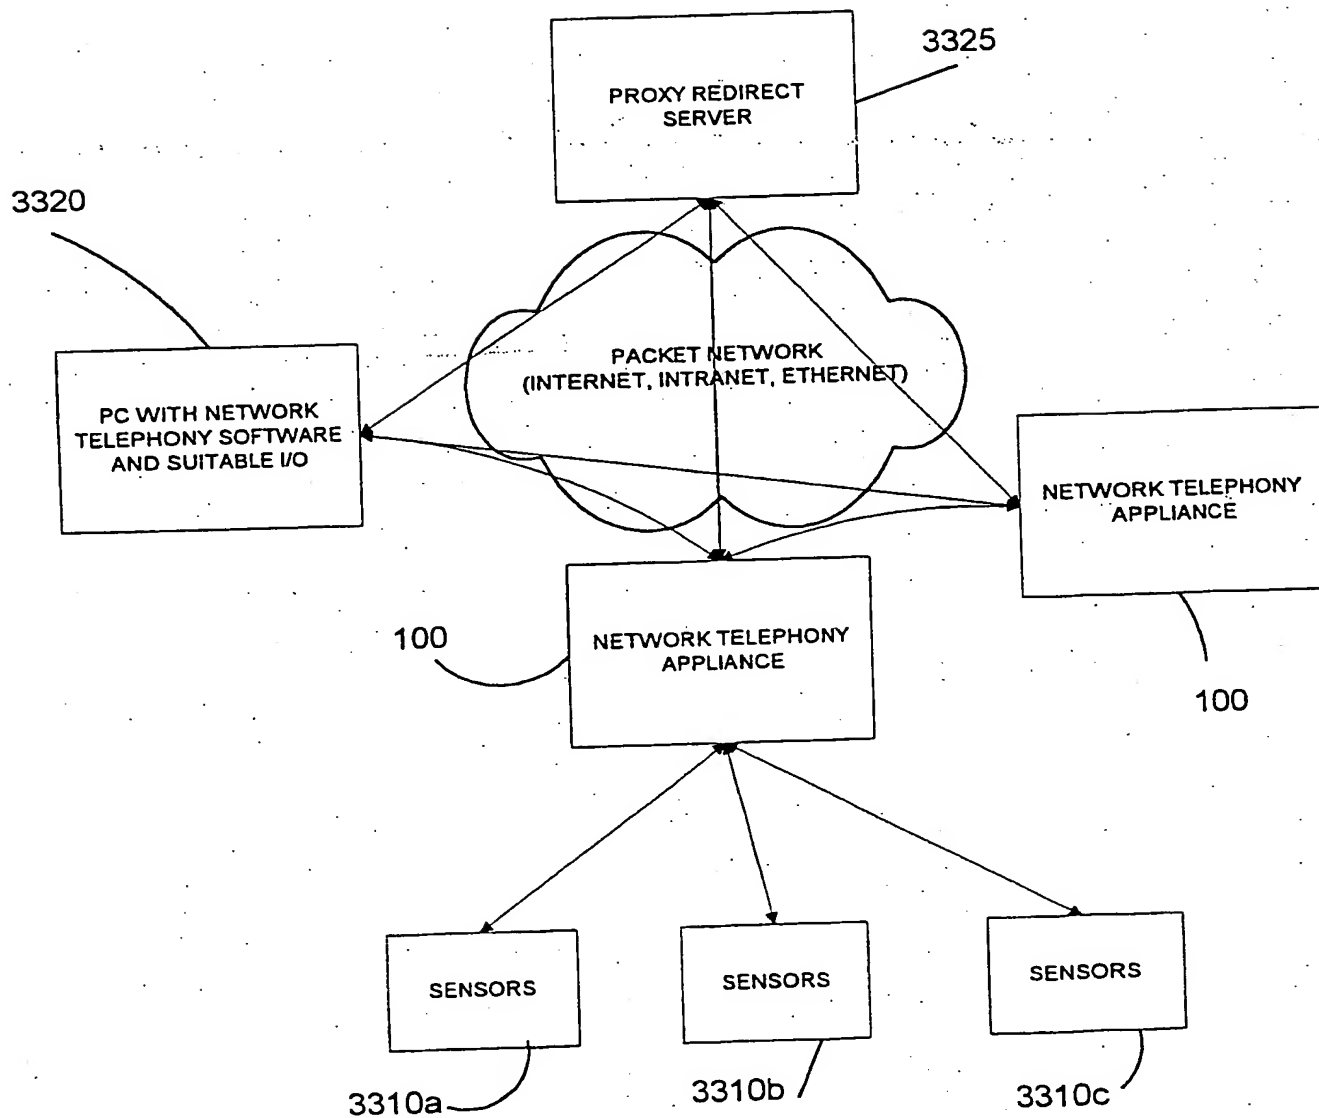 3325
PROXY REDIRECT
SERVER
3320
PACKET NETWORK
(INTERNET, INTRANET, ETHERNET)
PC WITH NETWORK
TELEPHONY SOFTWARE
AND SUITABLE I/O
NETWORK TELEPHONY
APPLIANCE
100
NETWORK TELEPHONY
APPLIANCE
100
SENSORS
SENSORS
SENSORS
3310a
3310b
3310c